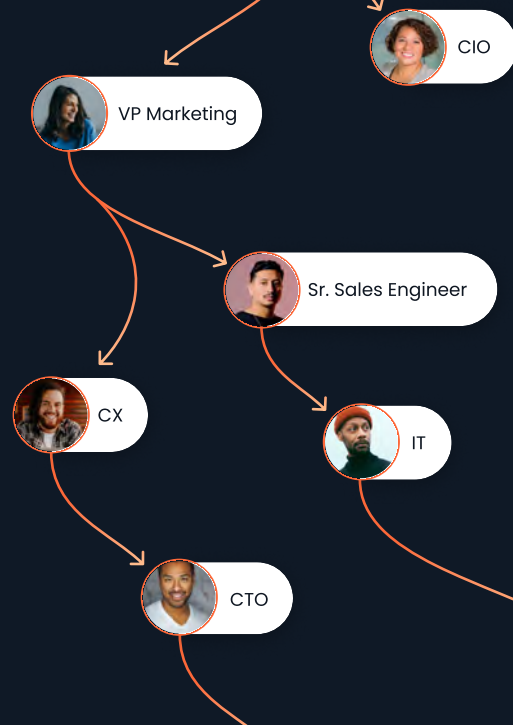 CIO
VP Marketing
Sr. Sales Engineer
CX
IT
CTO